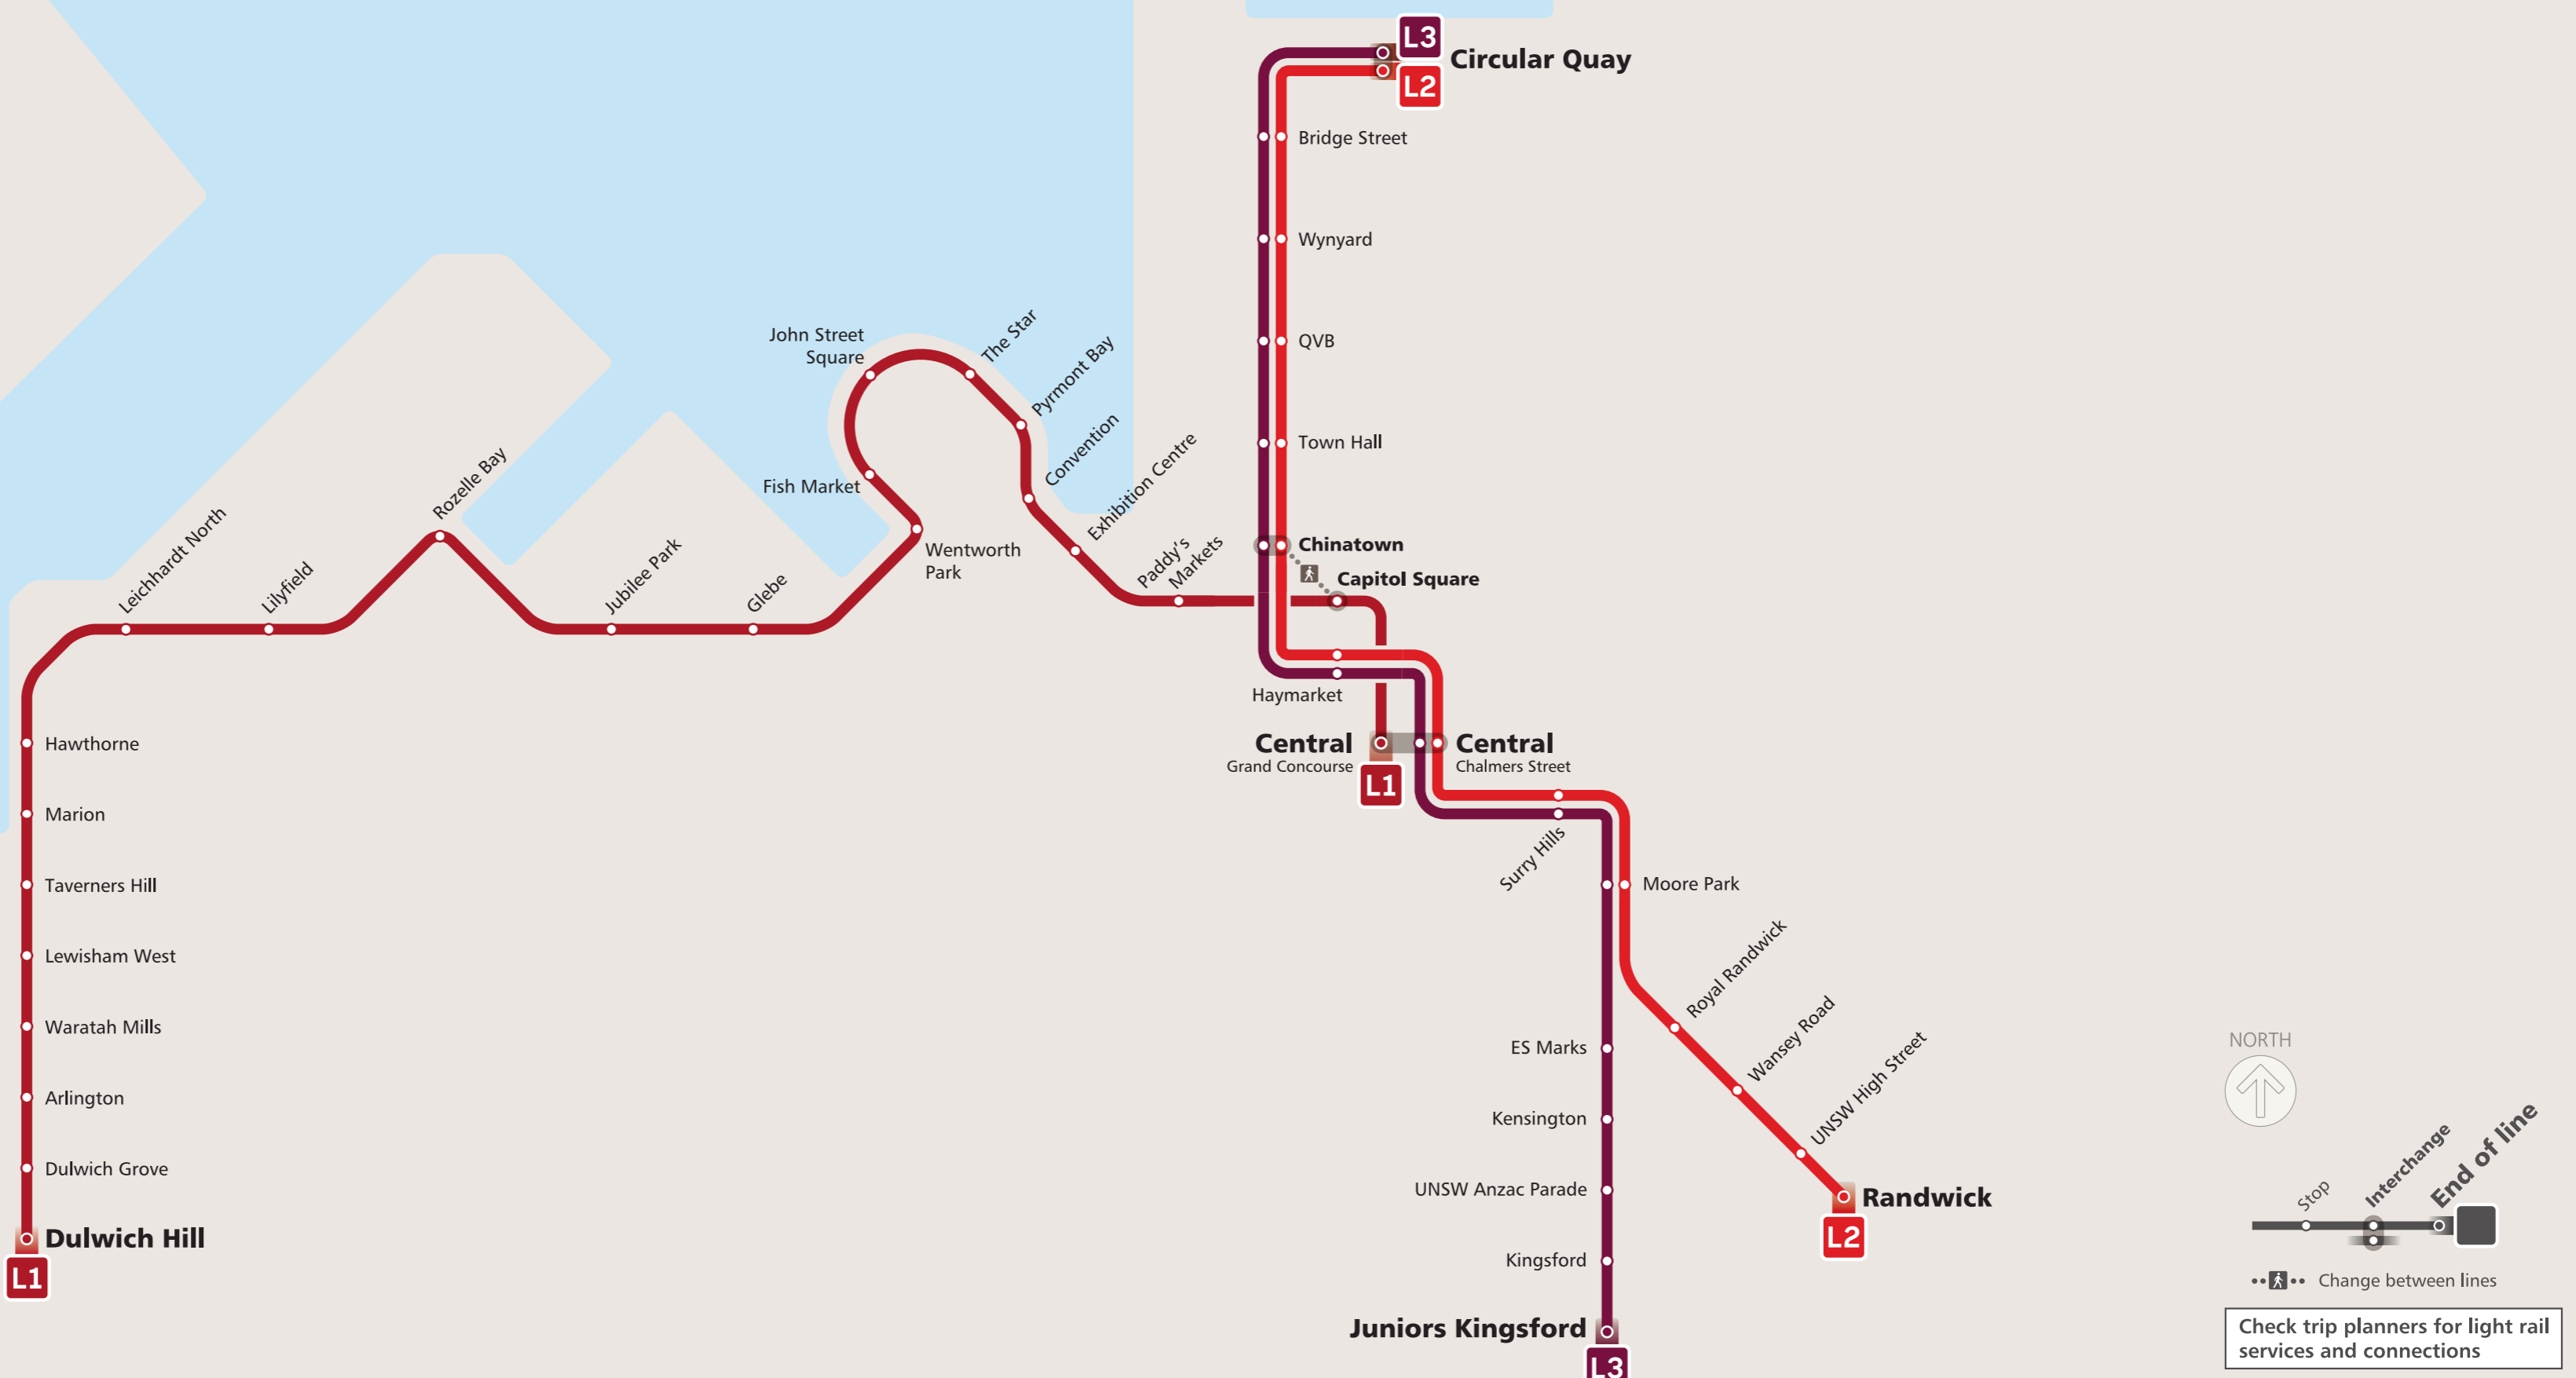 L3
Circular Quay
L2
Bridge Street
Wynyard
QVB
Town Hall
Chinatown
Capitol Square
Haymarket
Central
Grand Concourse
L1
Central
Chalmers Street
Surry Hills
Moore Park
Royal Randwick
Wansey Road
UNSW High Street
Randwick
L2
ES Marks
Kensington
UNSW Anzac Parade
Kingsford
Juniors Kingsford
L3
Paddy's
Markets
Exhibition Centre
Convention
Pyrmont Bay
The Star
John Street
Square
Fish Market
Wentworth
Park
Glebe
Jubilee Park
Rozelle Bay
Lilyfield
Leichhardt North
Hawthorne
Marion
Taverners Hill
Lewisham West
Waratah Mills
Arlington
Dulwich Grove
Dulwich Hill
L1
NORTH
Stop
Interchange
End of line
Change between lines
Check trip planners for light rail
services and connections